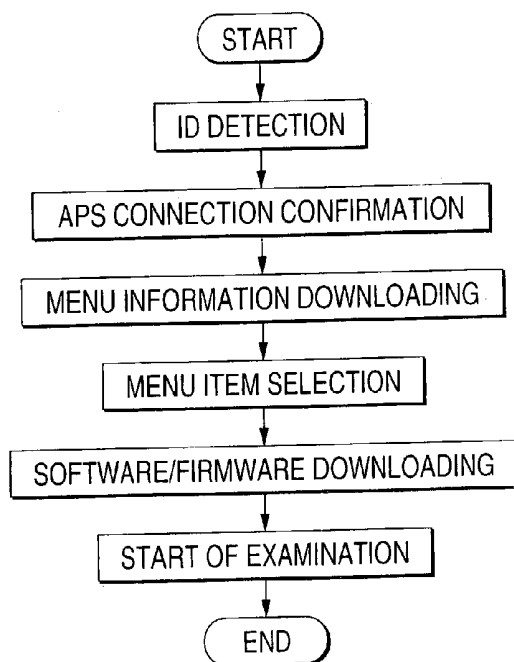 START
ID DETECTION
APS CONNECTION CONFIRMATION
MENU INFORMATION DOWNLOADING
MENU ITEM SELECTION
SOFTWARE/FIRMWARE DOWNLOADING
START OF EXAMINATION
END